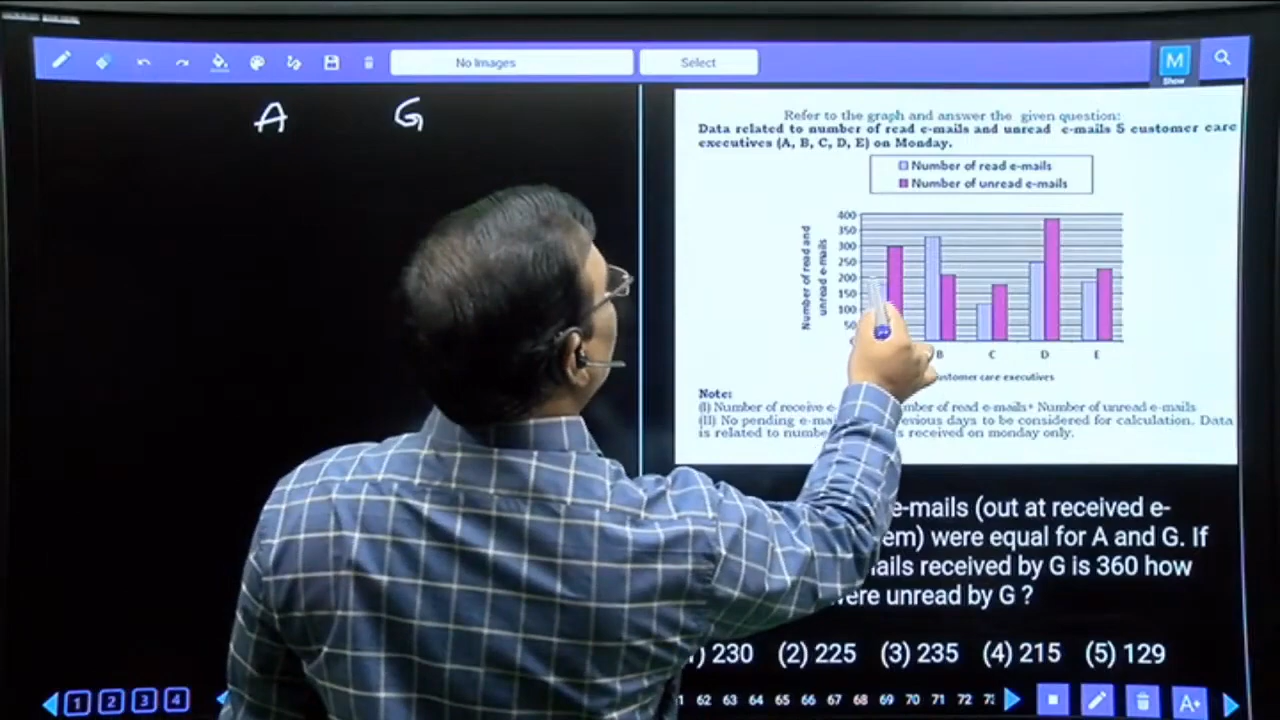 No Images
Select
M
Show
A G
Refer to the graph and answer the given question:
Data related to number of read e-mails and unread e-mails 5 customer care
executives (A, B, C, D, E) on Monday.
Number of read e-mails
Number of unread e-mails
Number of read and
unread e-mails
400
350
300
250
200
150
100
50
B C D E
ustomer care executives
Note:
(I) Number of receive e- mber of read e-mails+ Number of unread e-mails
(II) No pending e-mai evious days to be considered for calculation. Data
is related to numbe s received on monday only.
e-mails (out at received e-
em) were equal for A and G. If
ails received by G is 360 how
ere unread by G ?
1) 230 (2) 225 (3) 235 (4) 215 (5) 129
1 2 3 4
1 62 63 64 65 66 67 68 69 70 71 72
A+